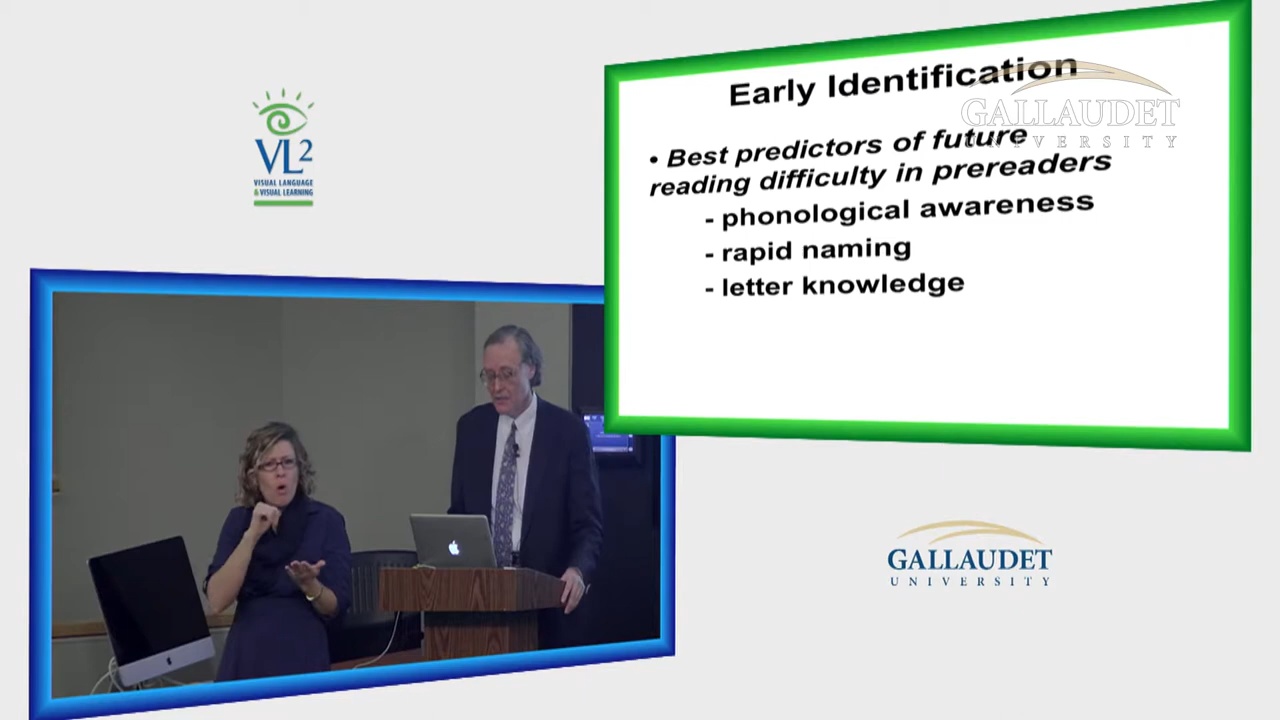 Early Identification
GALLAUDET
UNIVERSITY
• Best predictors of future
reading difficulty in prereaders
- phonological awareness
- rapid naming
- letter knowledge
VL2
VISUAL LANGUAGE
& VISUAL LEARNING
GALLAUDET
UNIVERSITY